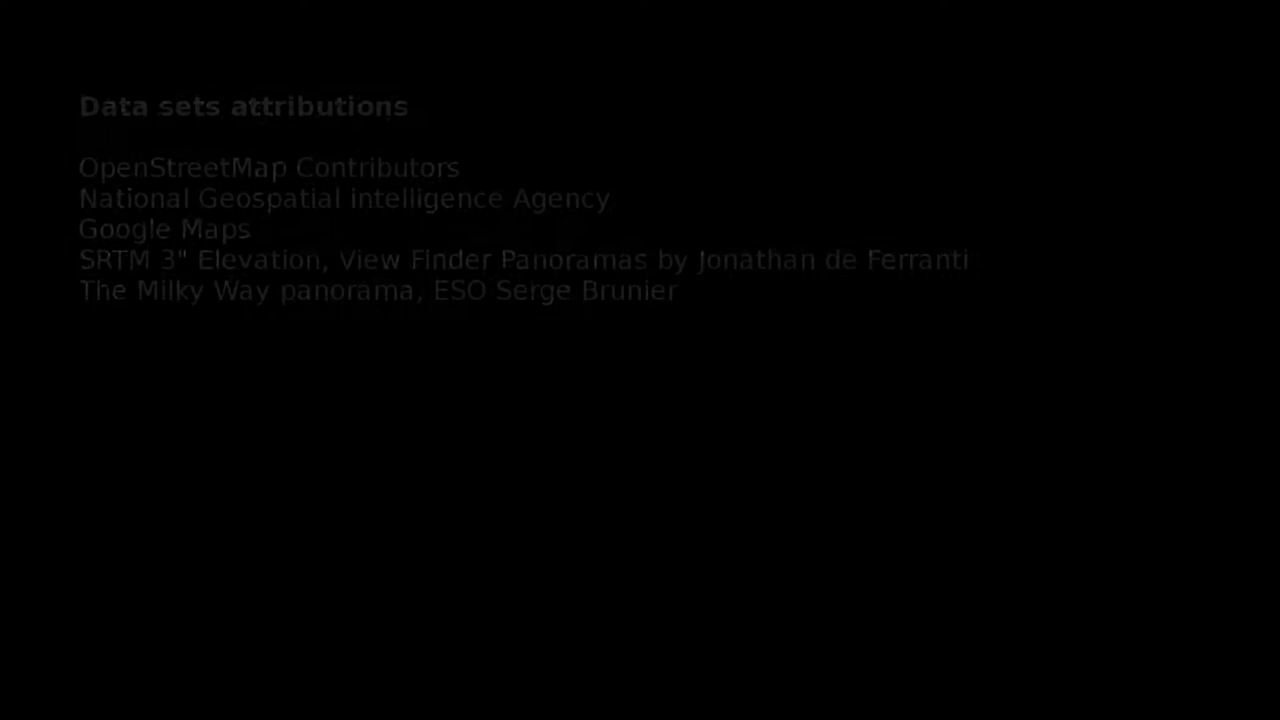 Data sets attributions
OpenStreetMap Contributors
National Geospatial intelligence Agency
Google Maps
SRTM 3" Elevation, View FInder Panoramas by Jonathan de Ferranti
The Milky Way panorama, ESO Serge Brunier